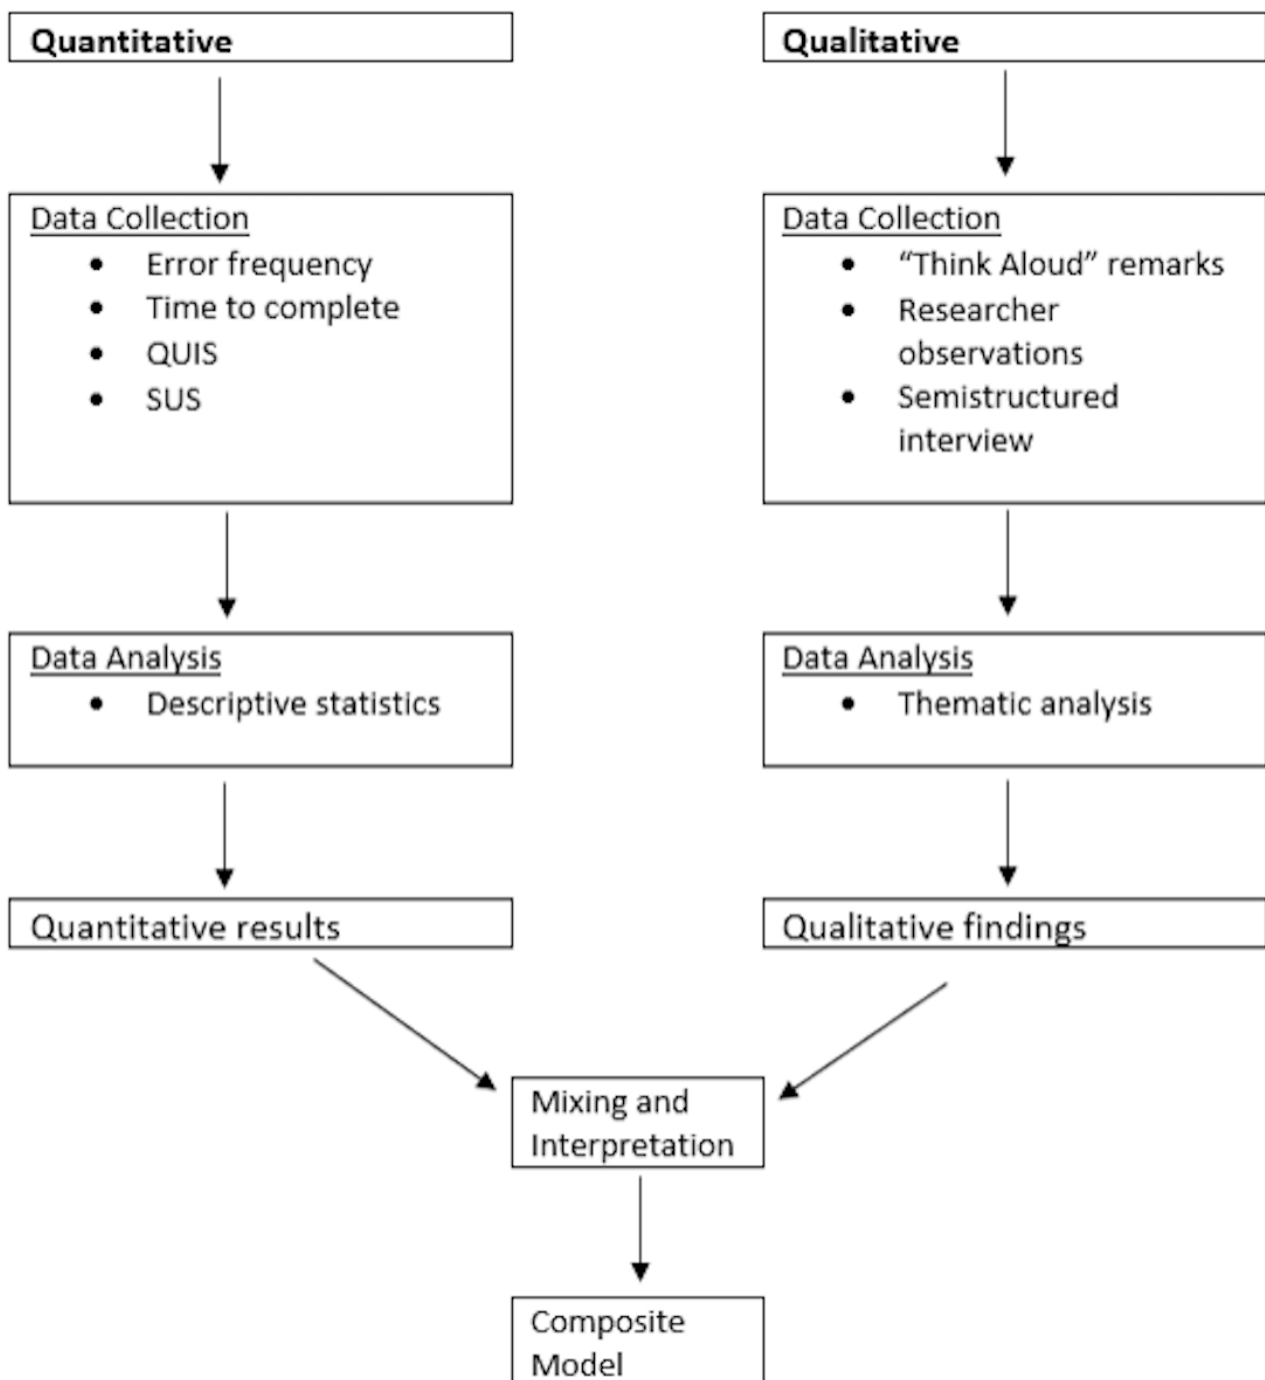 Quantitative
Data Collection
• Error frequency
• Time to complete
• QUIS
• SUS
Data Analysis
• Descriptive statistics
Quantitative results
Qualitative
Data Collection
• “Think Aloud” remarks
• Researcher
observations
• Semistructured
interview
Data Analysis
• Thematic analysis
Qualitative findings
Mixing and
Interpretation
Composite
Model